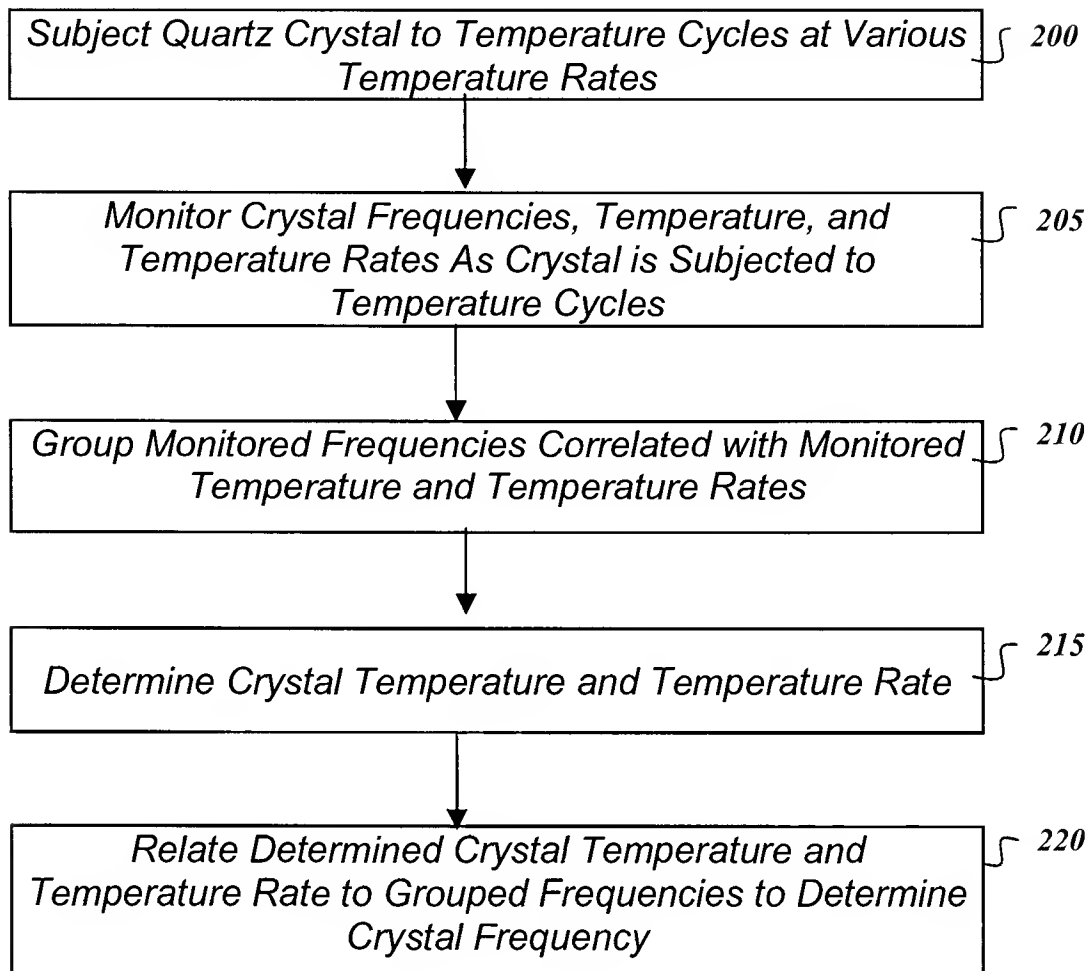 Subject Quartz Crystal to Temperature Cycles at Various
Temperature Rates
200
Monitor Crystal Frequencies, Temperature, and
Temperature Rates As Crystal is Subjected to
Temperature Cycles
205
Group Monitored Frequencies Correlated with Monitored
Temperature and Temperature Rates
210
Determine Crystal Temperature and Temperature Rate
215
Relate Determined Crystal Temperature and
Temperature Rate to Grouped Frequencies to Determine
Crystal Frequency
220